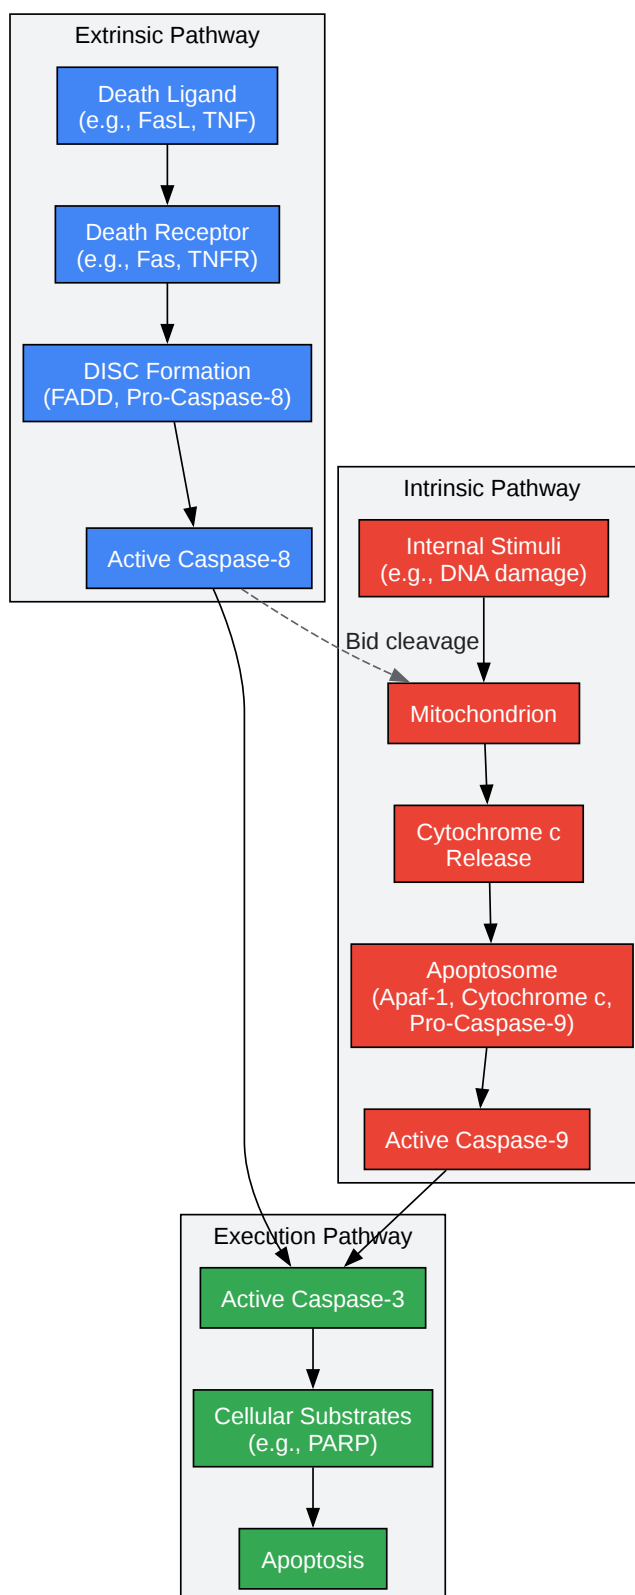 Extrinsic Pathway
Death Ligand
(e.g., FasL, TNF)
Death Receptor
(e.g., Fas, TNFR)
DISC Formation
(FADD, Pro-Caspase-8)
Active Caspase-8
Intrinsic Pathway
Internal Stimuli
(e.g., DNA damage)
Bid cleavage
Mitochondrion
Cytochrome c
Release
Apoptosome
(Apaf-1, Cytochrome c,
Pro-Caspase-9)
Active Caspase-9
Execution Pathway
Active Caspase-3
Cellular Substrates
(e.g., PARP)
Apoptosis